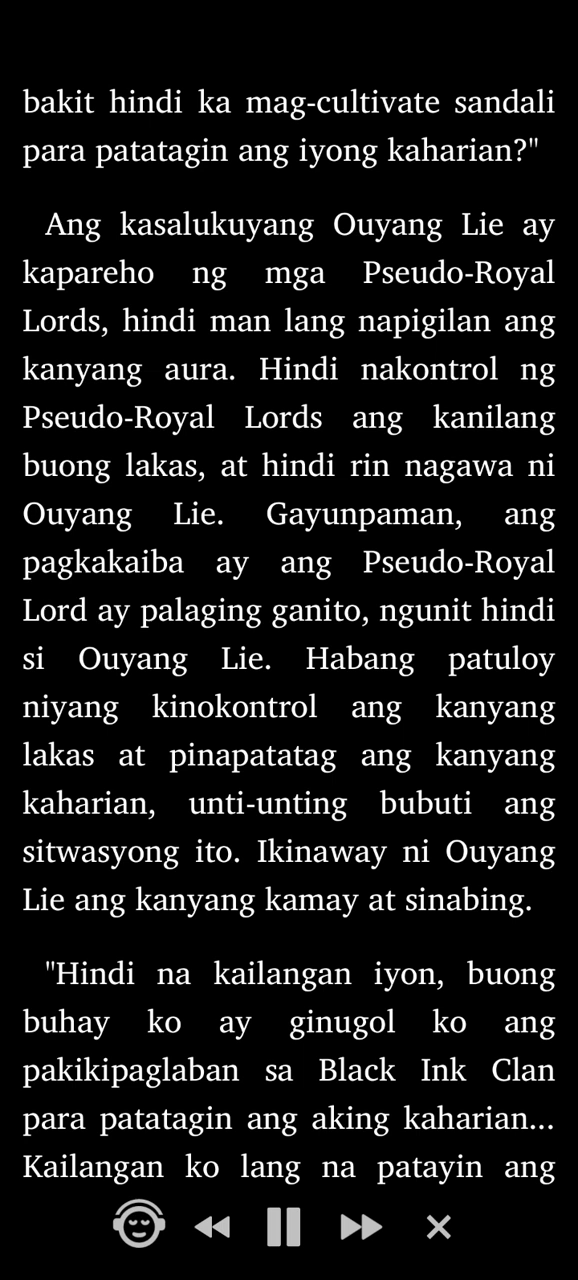 bakit hindi ka mag-cultivate sandali
para patatagin ang iyong kaharian?"
Ang kasalukuyang Ouyang Lie ay
kapareho ng mga Pseudo-Royal
Lords, hindi man lang napigilan ang
kanyang aura. Hindi nakontrol ng
Pseudo-Royal Lords ang kanilang
buong lakas, at hindi rin nagawa ni
Ouyang Lie. Gayunpaman, ang
pagkakaiba ay ang Pseudo-Royal
Lord ay palaging ganito, ngunit hindi
si Ouyang Lie. Habang patuloy
niyang kinokontrol ang kanyang
lakas at pinapatatag ang kanyang
kaharian, unti-unting bubuti ang
sitwasyong ito. Ikinaway ni Ouyang
Lie ang kanyang kamay at sinabing.
"Hindi na kailangan iyon, buong
buhay ko ay ginugol ko ang
pakikipaglaban sa Black Ink Clan
para patatagin ang aking kaharian...
Kailangan ko lang na patayin ang